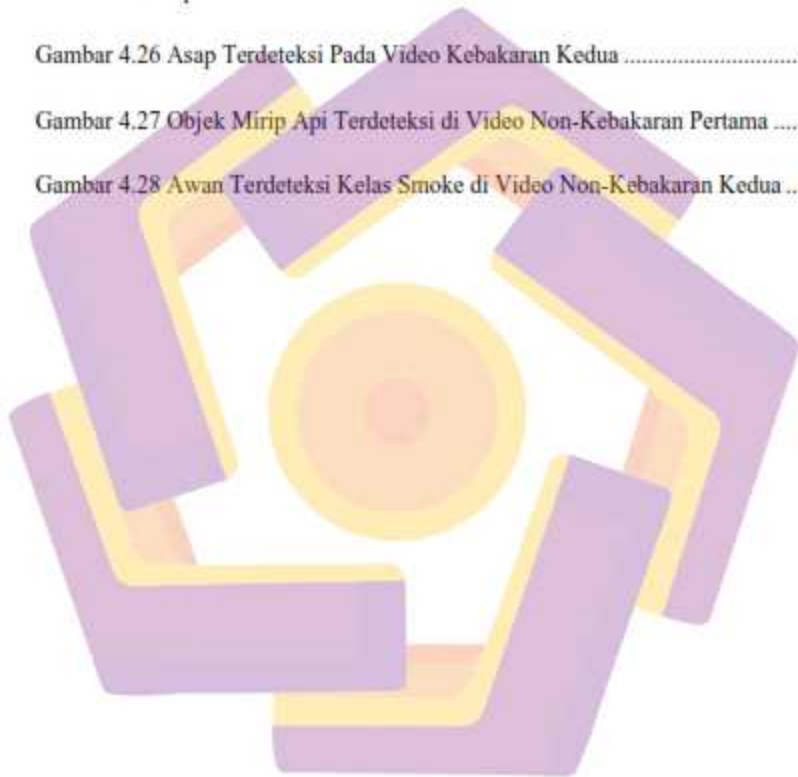 Gambar 4.26 Asap Terdeteksi Pada Video Kebakaran Kedua ............................
Gambar 4.27 Objek Mirip Api Terdeteksi di Video Non-Kebakaran Pertama ....
Gambar 4.28 Awan Terdeteksi Kelas Smoke di Video Non-Kebakaran Kedua ..